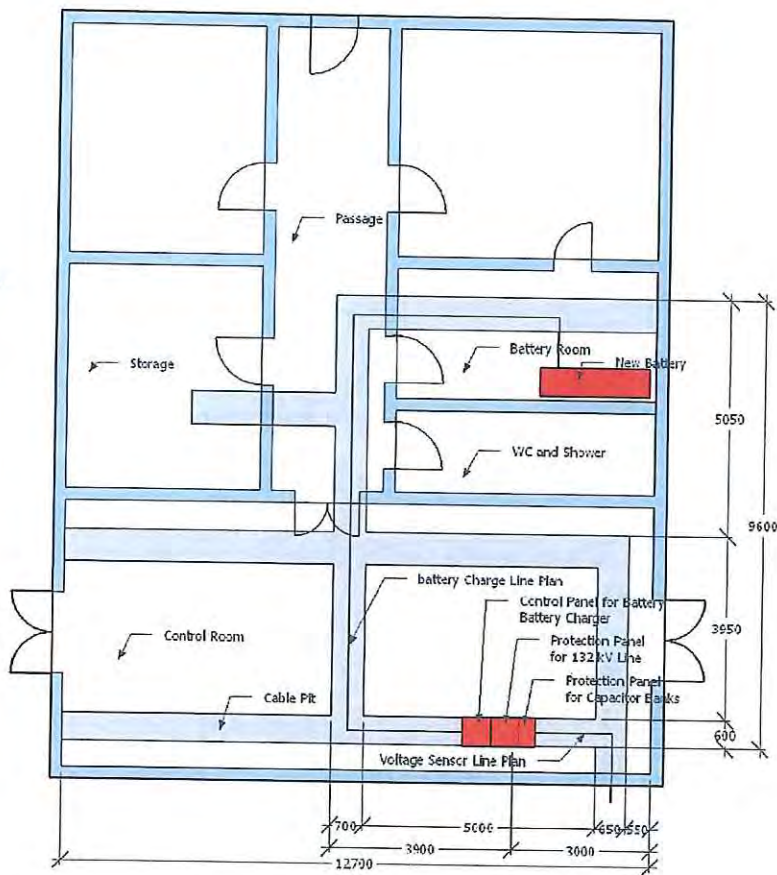 Passage
Storage
Battery Room
New Battery
5050
WC and Shower
9600
battery Charge Line Plan
Control Panel for Battery
Battery Charger
3950
Control Room
Protection Panel
for 132 kV Line
Cable Pit
Protection Panel
for Capacitor Banks
600
Voltage Sensor Line Plan
700
5000
650
550
3900
3000
12700